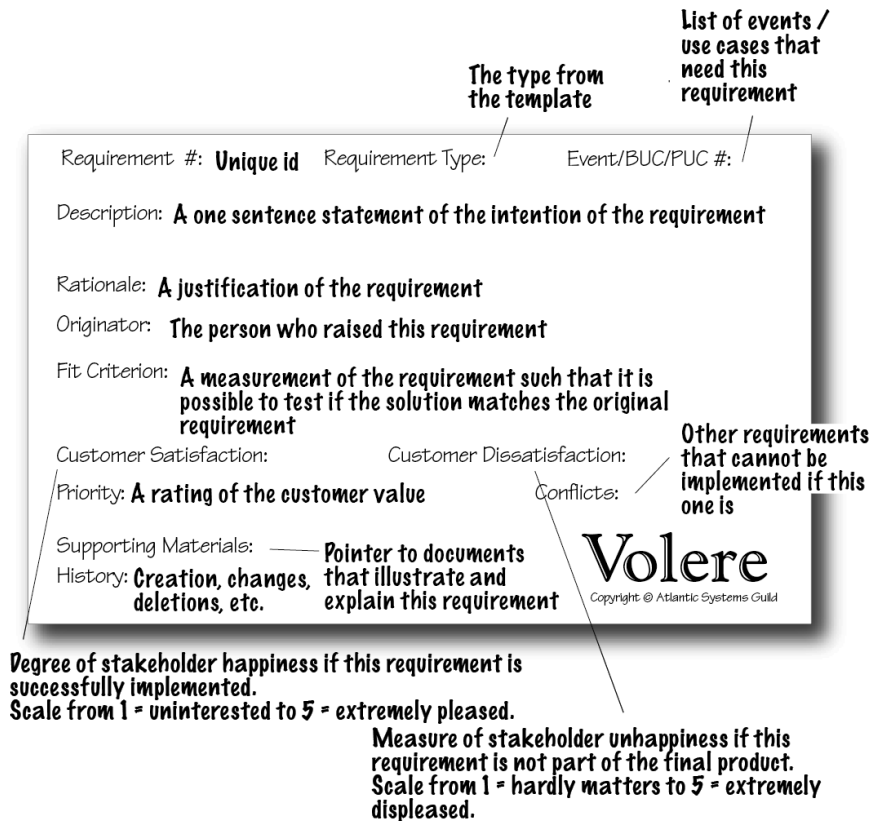 List of events /
use cases that
need this
requirement
The type from
the template
Requirement #: Unique id Requirement Type: Event/BUC/PUC #:
Description: A one sentence statement of the intention of the requirement
Rationale: A justification of the requirement
Originator: The person who raised this requirement
Fit Criterion: A measurement of the requirement such that it is
possible to test if the solution matches the original
requirement
Other requirements
that cannot be
implemented if this
one is
Customer Satisfaction: Customer Dissatisfaction:
Priority: A rating of the customer value Conflicts:
Supporting Materials: Pointer to documents
that illustrate and
explain this requirement
History: Creation, changes,
deletions, etc.
Volere
Copyright © Atlantic Systems Guild
Degree of stakeholder happiness if this requirement is
successfully implemented.
Scale from 1 = uninterested to 5 = extremely pleased.
Measure of stakeholder unhappiness if this
requirement is not part of the final product.
Scale from 1 = hardly matters to 5 = extremely
displeased.